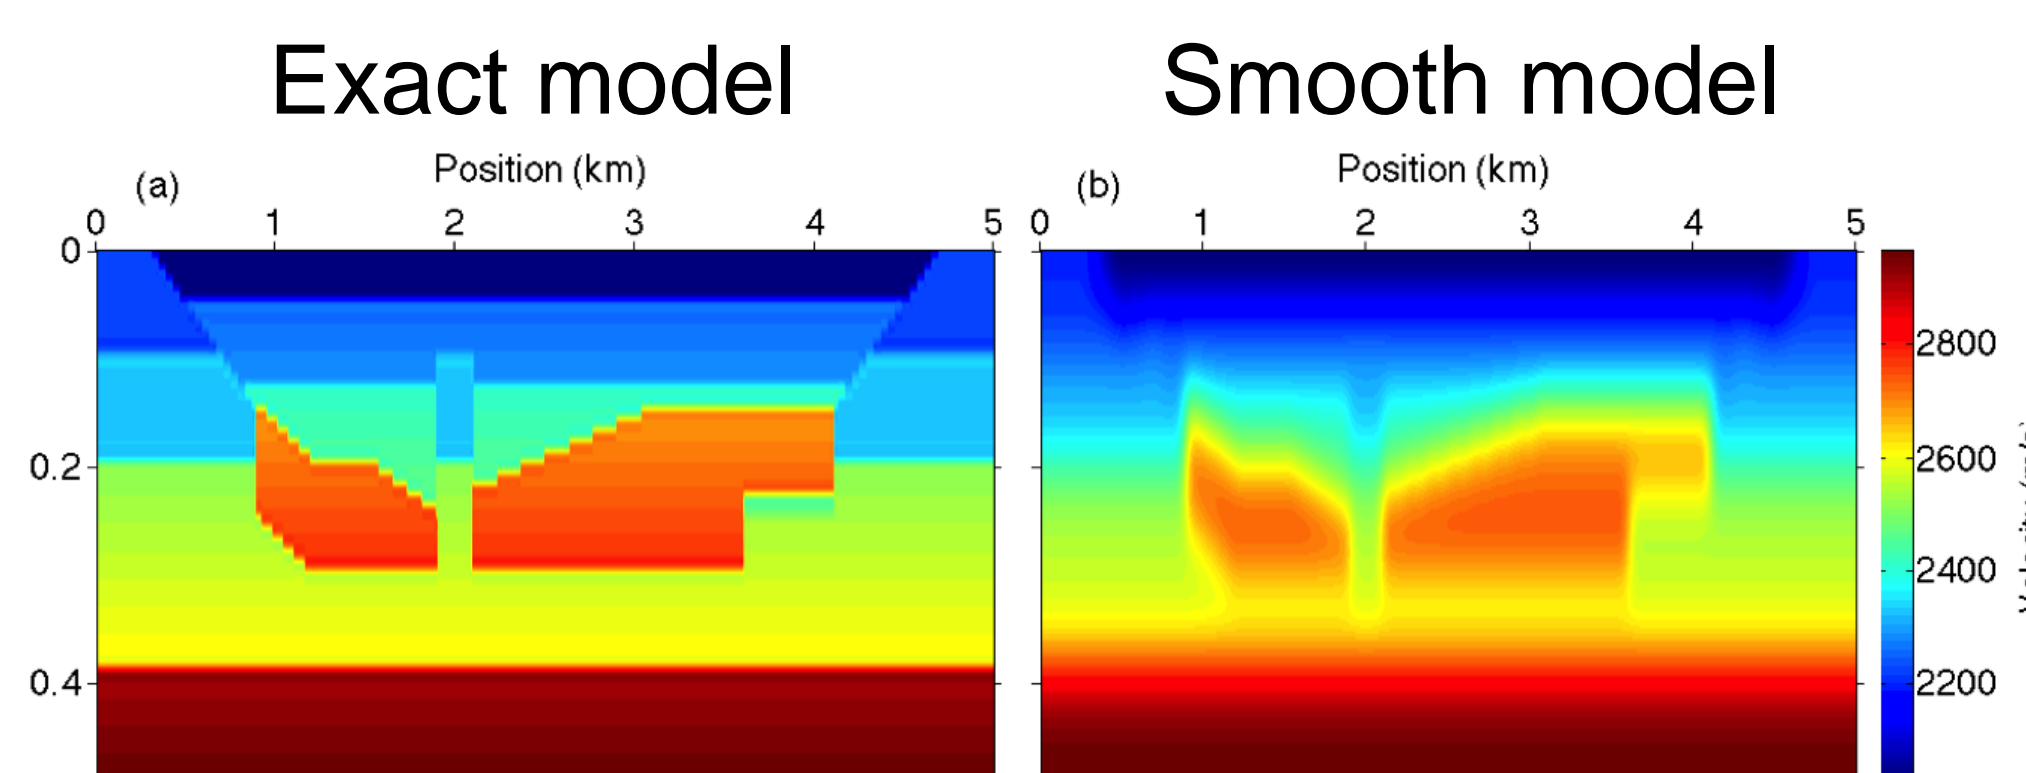 Exact model
Smooth model
Position (km)
(a)
0 1 2 3 4 5
Position (km)
(b)
0 1 2 3 4 5
0
0.2
0.4
2800
2600
2400
2200